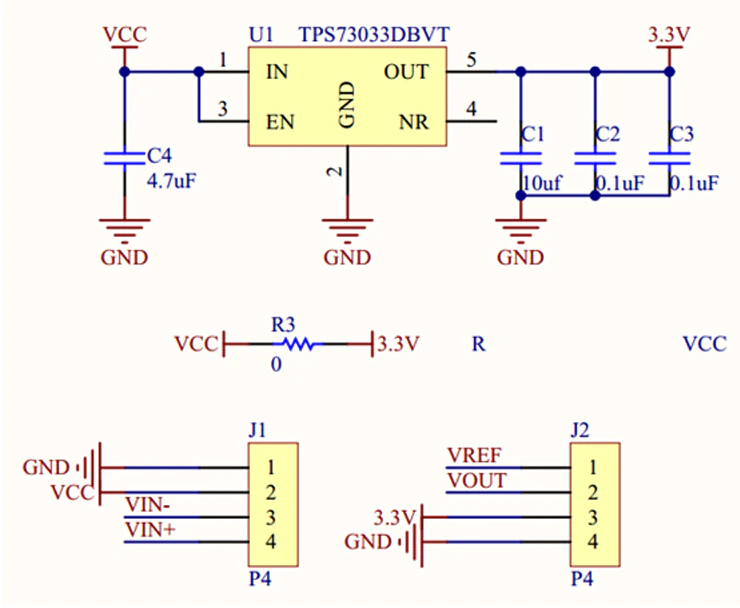 VCC
U1 TPS73033DBVT
3.3V
1 IN OUT 5
3 EN GND NR 4
2
C4
4.7uF
C1 C2 C3
10uf 0.1uF 0.1uF
GND GND GND
R3
VCC 3.3V R VCC
0
J1 J2
GND 1 VREF 1
VCC 2 VOUT 2
VIN- 3 3.3V 3
VIN+ 4 GND 4
P4 P4